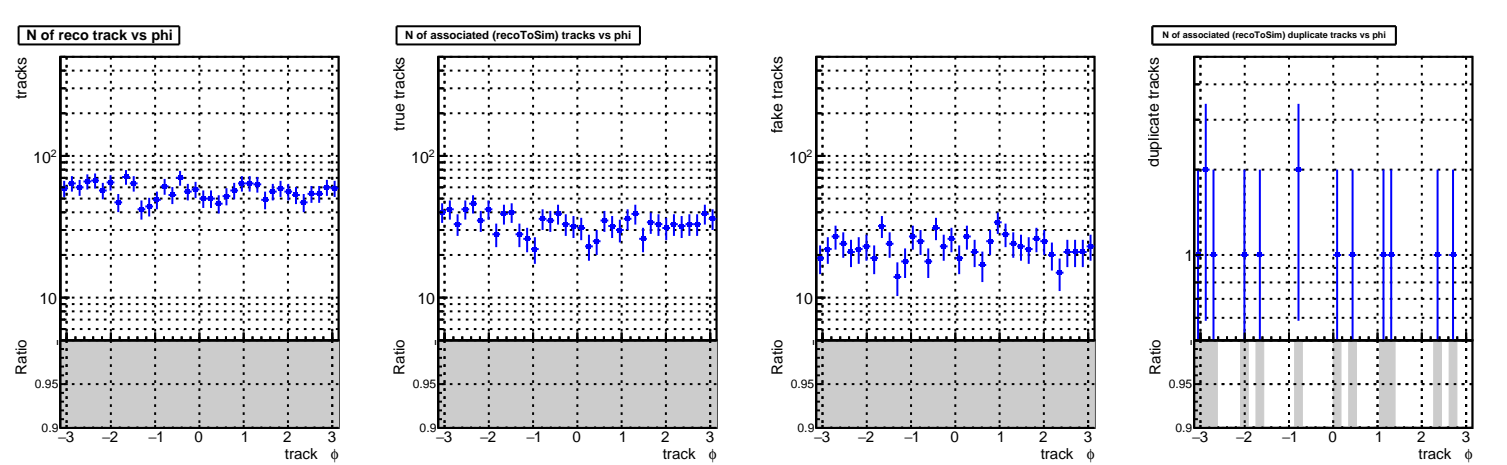 N of reco track vs phi
tracks
10²
10
Ratio
0.95
0.9
−3 −2 −1 0 1 2 3
track ϕ
N of associated (recoToSim) tracks vs phi
true tracks
10²
10
Ratio
0.95
0.9
−3 −2 −1 0 1 2 3
track ϕ
fake tracks
10²
10
Ratio
0.95
0.9
−3 −2 −1 0 1 2 3
track ϕ
N of associated (recoToSim) duplicate tracks vs phi
duplicate tracks
1
Ratio
0.95
0.9
−3 −2 −1 0 1 2 3
track ϕ